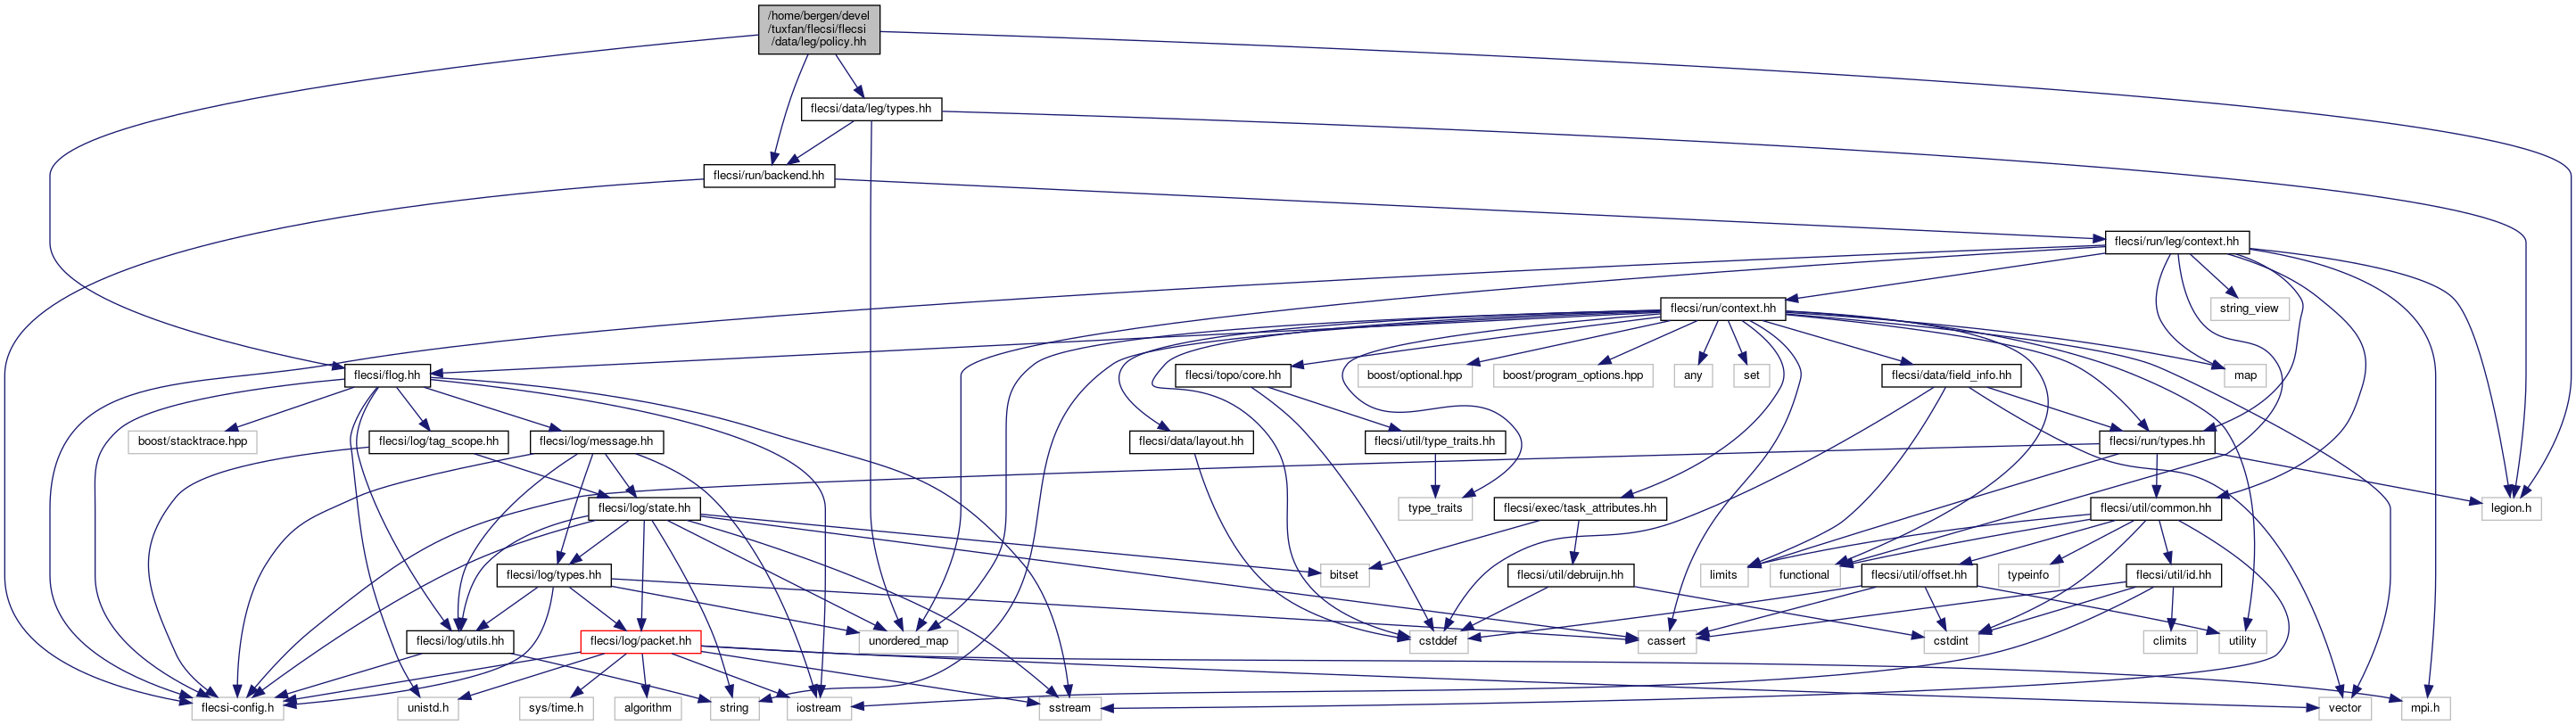 /home/bergen/devel
/tuxfan/flecsi/flecsi
/data/leg/policy.hh
flecsi/data/leg/types.hh
flecsi/run/backend.hh
flecsi/run/leg/context.hh
string_view
flecsi/run/context.hh
flecsi/flog.hh
flecsi/topo/core.hh
boost/optional.hpp
boost/program_options.hpp
any
set
flecsi/data/field_info.hh
map
boost/stacktrace.hpp
flecsi/log/tag_scope.hh
flecsi/log/message.hh
flecsi/data/layout.hh
flecsi/util/type_traits.hh
flecsi/run/types.hh
flecsi/log/state.hh
type_traits
flecsi/exec/task_attributes.hh
flecsi/util/common.hh
legion.h
flecsi/log/types.hh
bitset
flecsi/util/debruijn.hh
limits
functional
flecsi/util/offset.hh
typeinfo
flecsi/util/id.hh
flecsi/log/utils.hh
flecsi/log/packet.hh
unordered_map
cstddef
cassert
cstdint
climits
utility
flecsi-config.h
unistd.h
sys/time.h
algorithm
string
iostream
sstream
vector
mpi.h